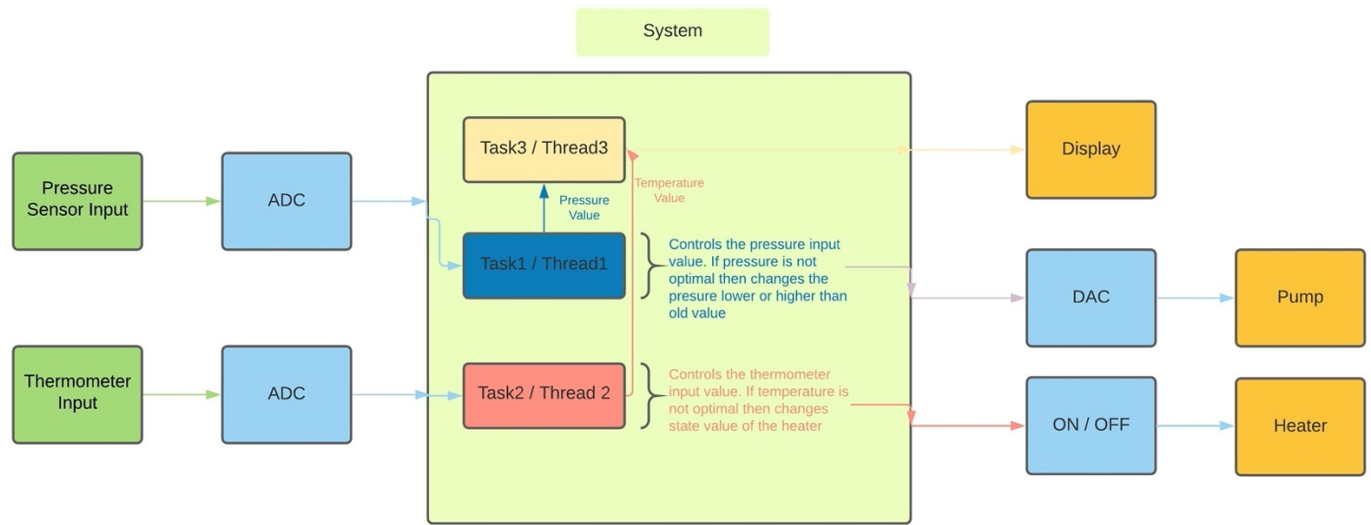 System
Pressure
Sensor Input
ADC
Task3 / Thread3
Display
Temperature
Value
Pressure
Value
Task1 / Thread1
Controls the pressure input
value. If pressure is not
optimal then changes the
presure lower or higher than
old value
DAC
Pump
Thermometer
Input
ADC
Task2 / Thread 2
Controls the thermometer
input value. If temperature is
not optimal then changes
state value of the heater
ON / OFF
Heater